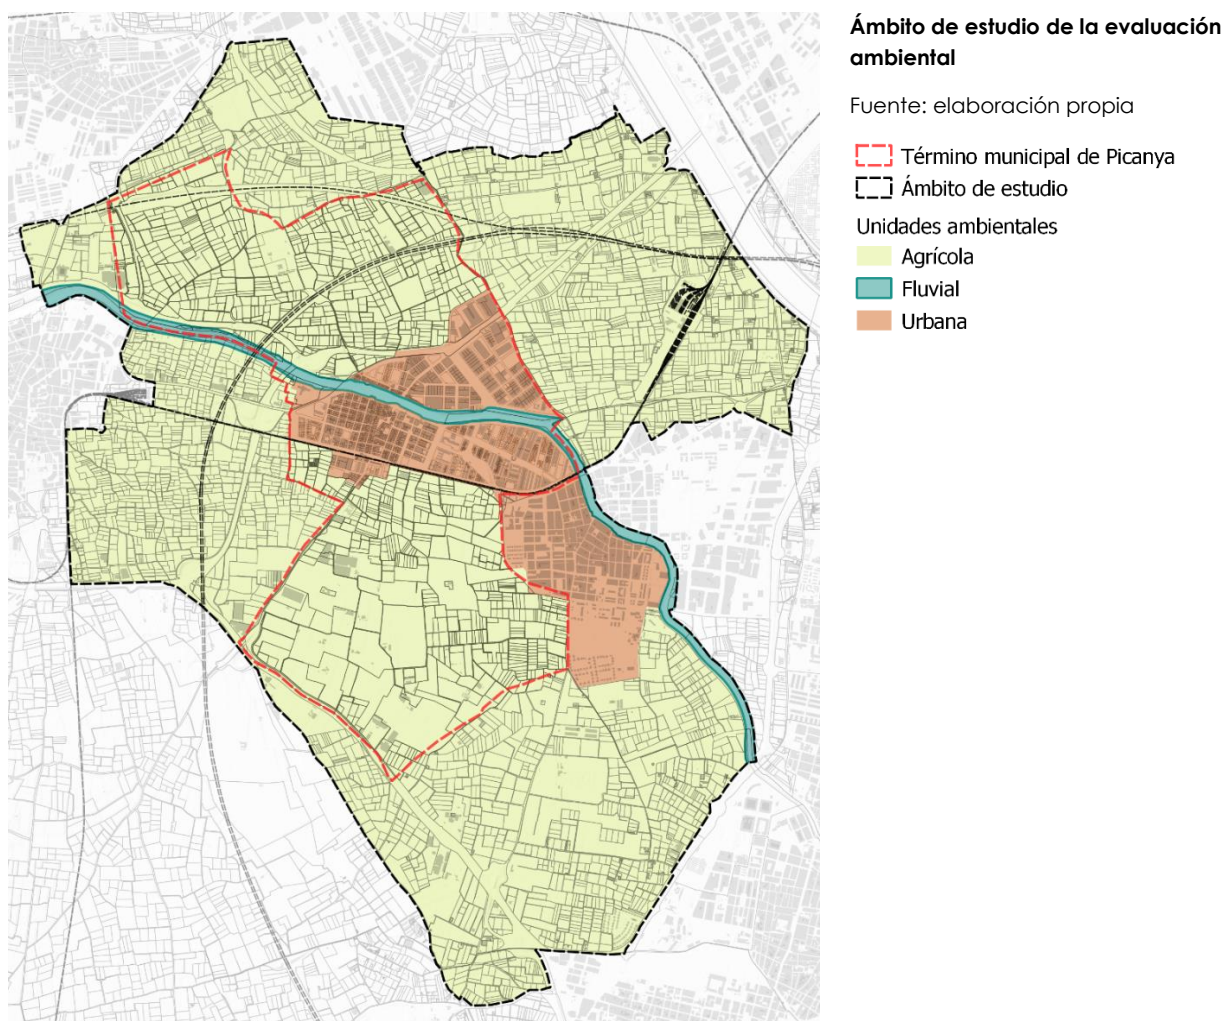 Ámbito de estudio de la evaluación
ambiental
Fuente: elaboración propia
Término municipal de Picanya
Ámbito de estudio
Unidades ambientales
Agrícola
Fluvial
Urbana